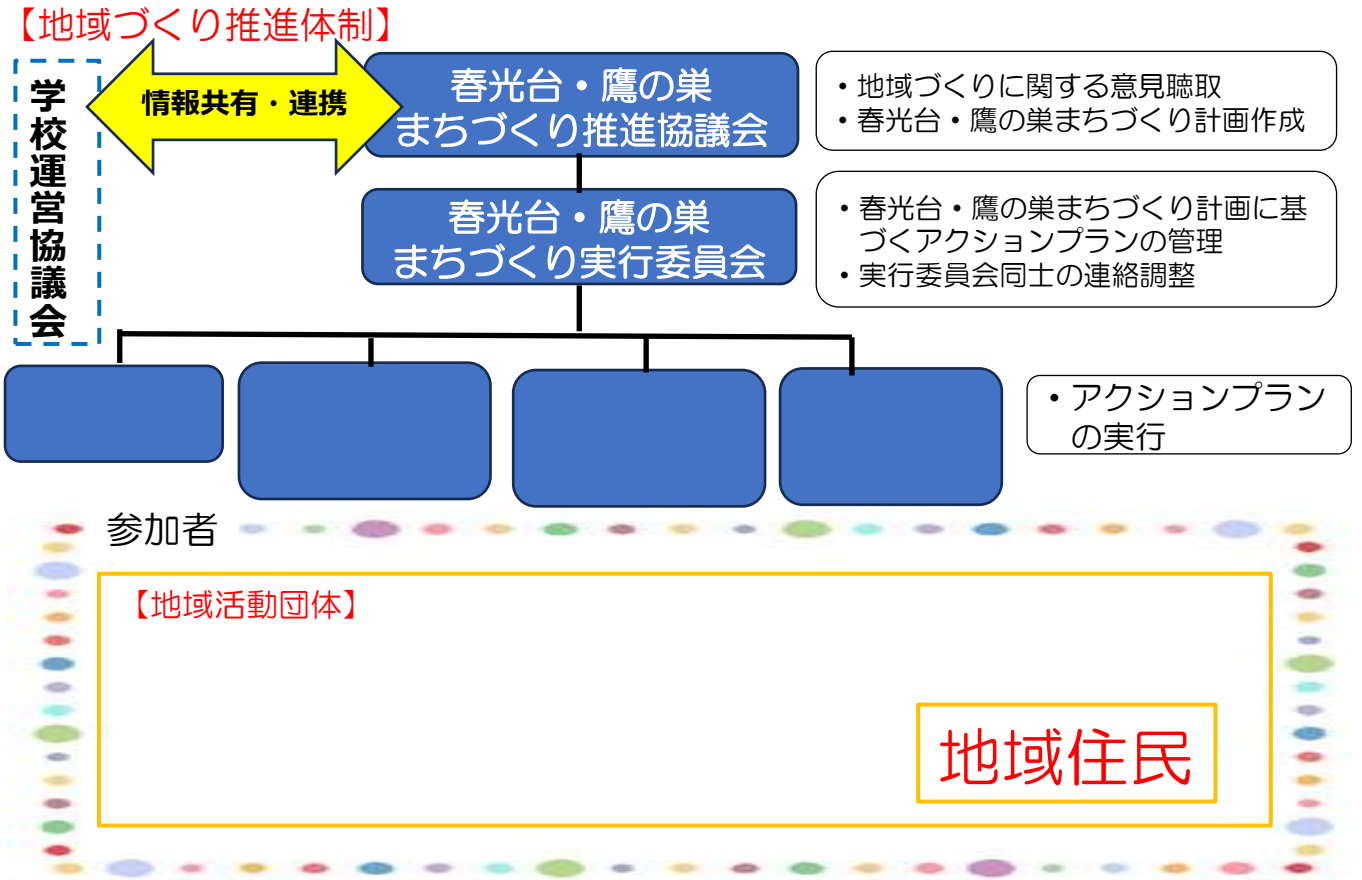 【地域づくり推進体制】
学校運営協議会
情報共有・連携
春光台・鷹の巣
まちづくり推進協議会
・地域づくりに関する意見聴取
・春光台・鷹の巣まちづくり計画作成
春光台・鷹の巣
まちづくり実行委員会
・春光台・鷹の巣まちづくり計画に基
づくアクションプランの管理
・実行委員会同士の連絡調整
・アクションプラン
の実行
参加者
【地域活動団体】
地域住民